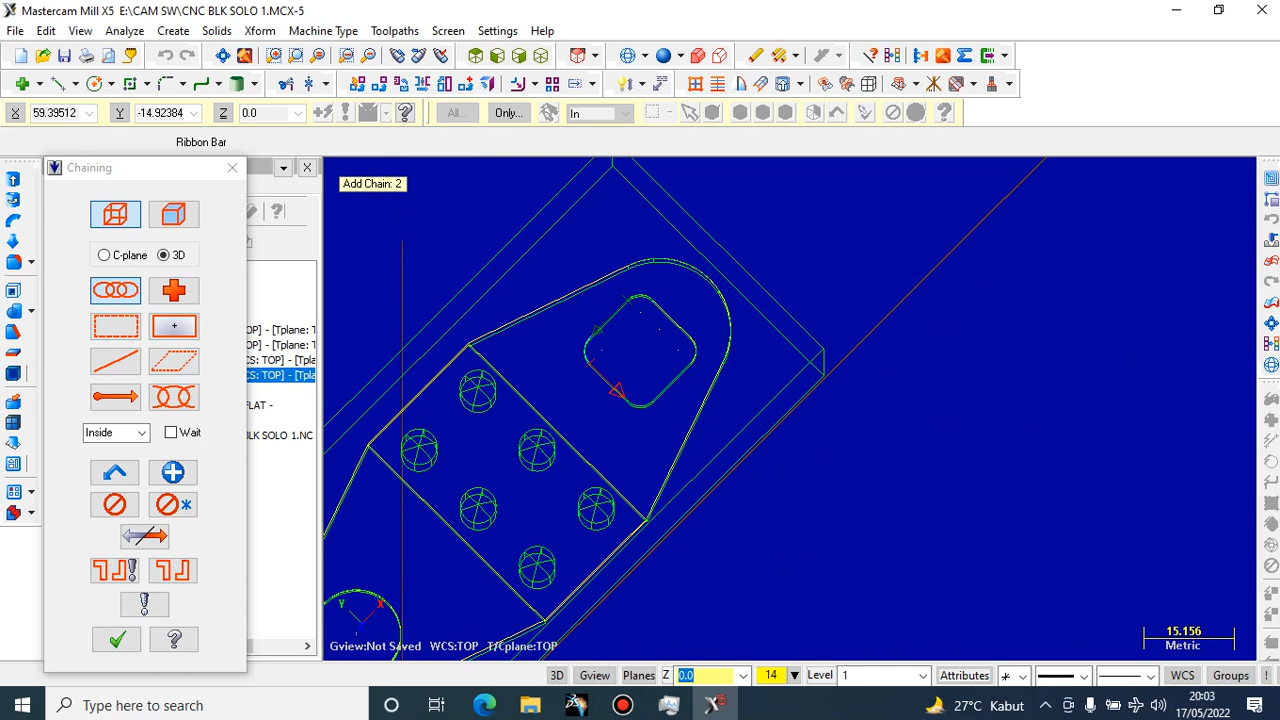 Mastercam Mill X5 E:\CAM SW\CNC BLK SOLO 1.MCX-5
File Edit View Analyze Create Solids Xform Machine Type Toolpaths Screen Settings Help
X 59.39512 Y -14.92384 Z 0.0 All... Only... In
Ribbon Bar
Chaining
Add Chain: 2
C-plane 3D
OP] - [Tplane: T
OP] - [Tplane: T
CS: TOP] - [Tpla
CS: TOP] - [Tpla
FLAT -
Inside Wait
BLK SOLO 1.NC
Y X
Gview:Not Saved WCS:TOP T/Cplane:TOP
15.156
Metric
3D Gview Planes Z 0.0 14 Level 1 Attributes WCS Groups !
Type here to search
27°C Kabut
20:03
17/05/2022